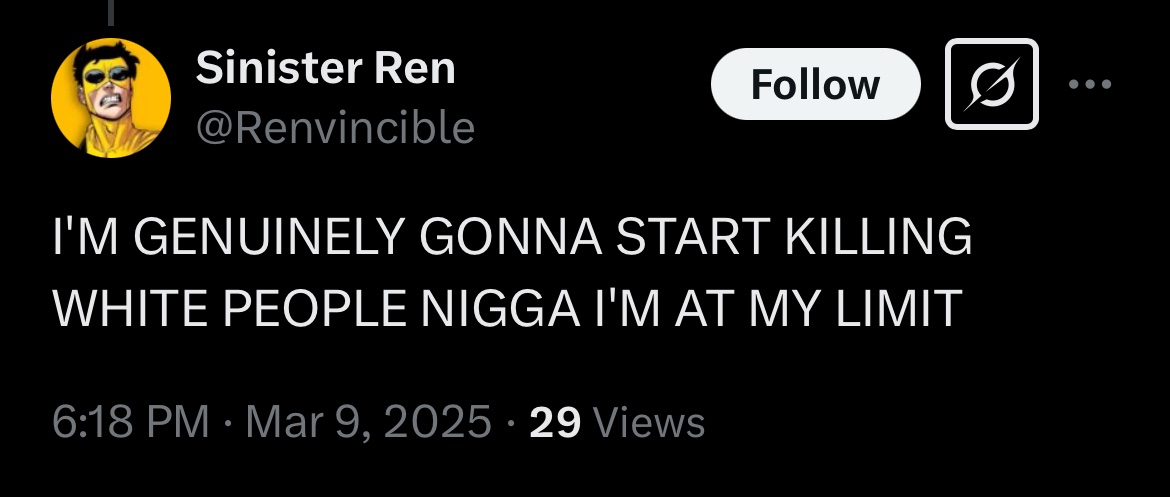 Sinister Ren
@Renvincible
Follow
I'M GENUINELY GONNA START KILLING
WHITE PEOPLE NIGGA I'M AT MY LIMIT
6:18 PM · Mar 9, 2025 · 29 Views